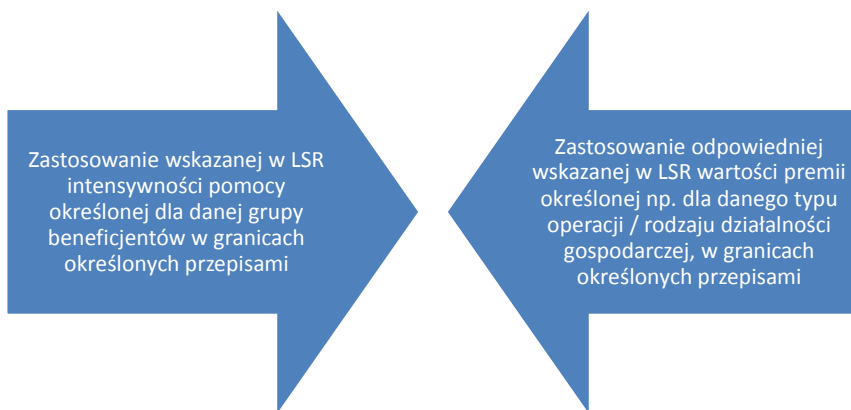 Zastosowanie wskazanej w LSR
intensywności pomocy
określonej dla danej grupy
beneficjentów w granicach
określonych przepisami
Zastosowanie odpowiedniej
wskazanej w LSR wartości premii
określonej np. dla danego typu
operacji / rodzaju działalności
gospodarczej, w granicach
określonych przepisami